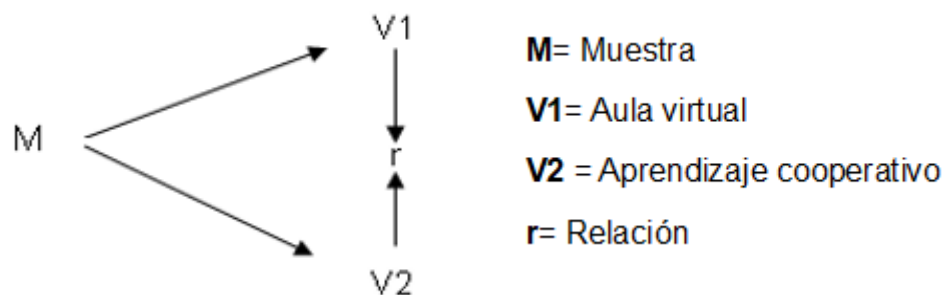 V1
M
r
V2
M= Muestra
V1= Aula virtual
V2 = Aprendizaje cooperativo
r= Relación